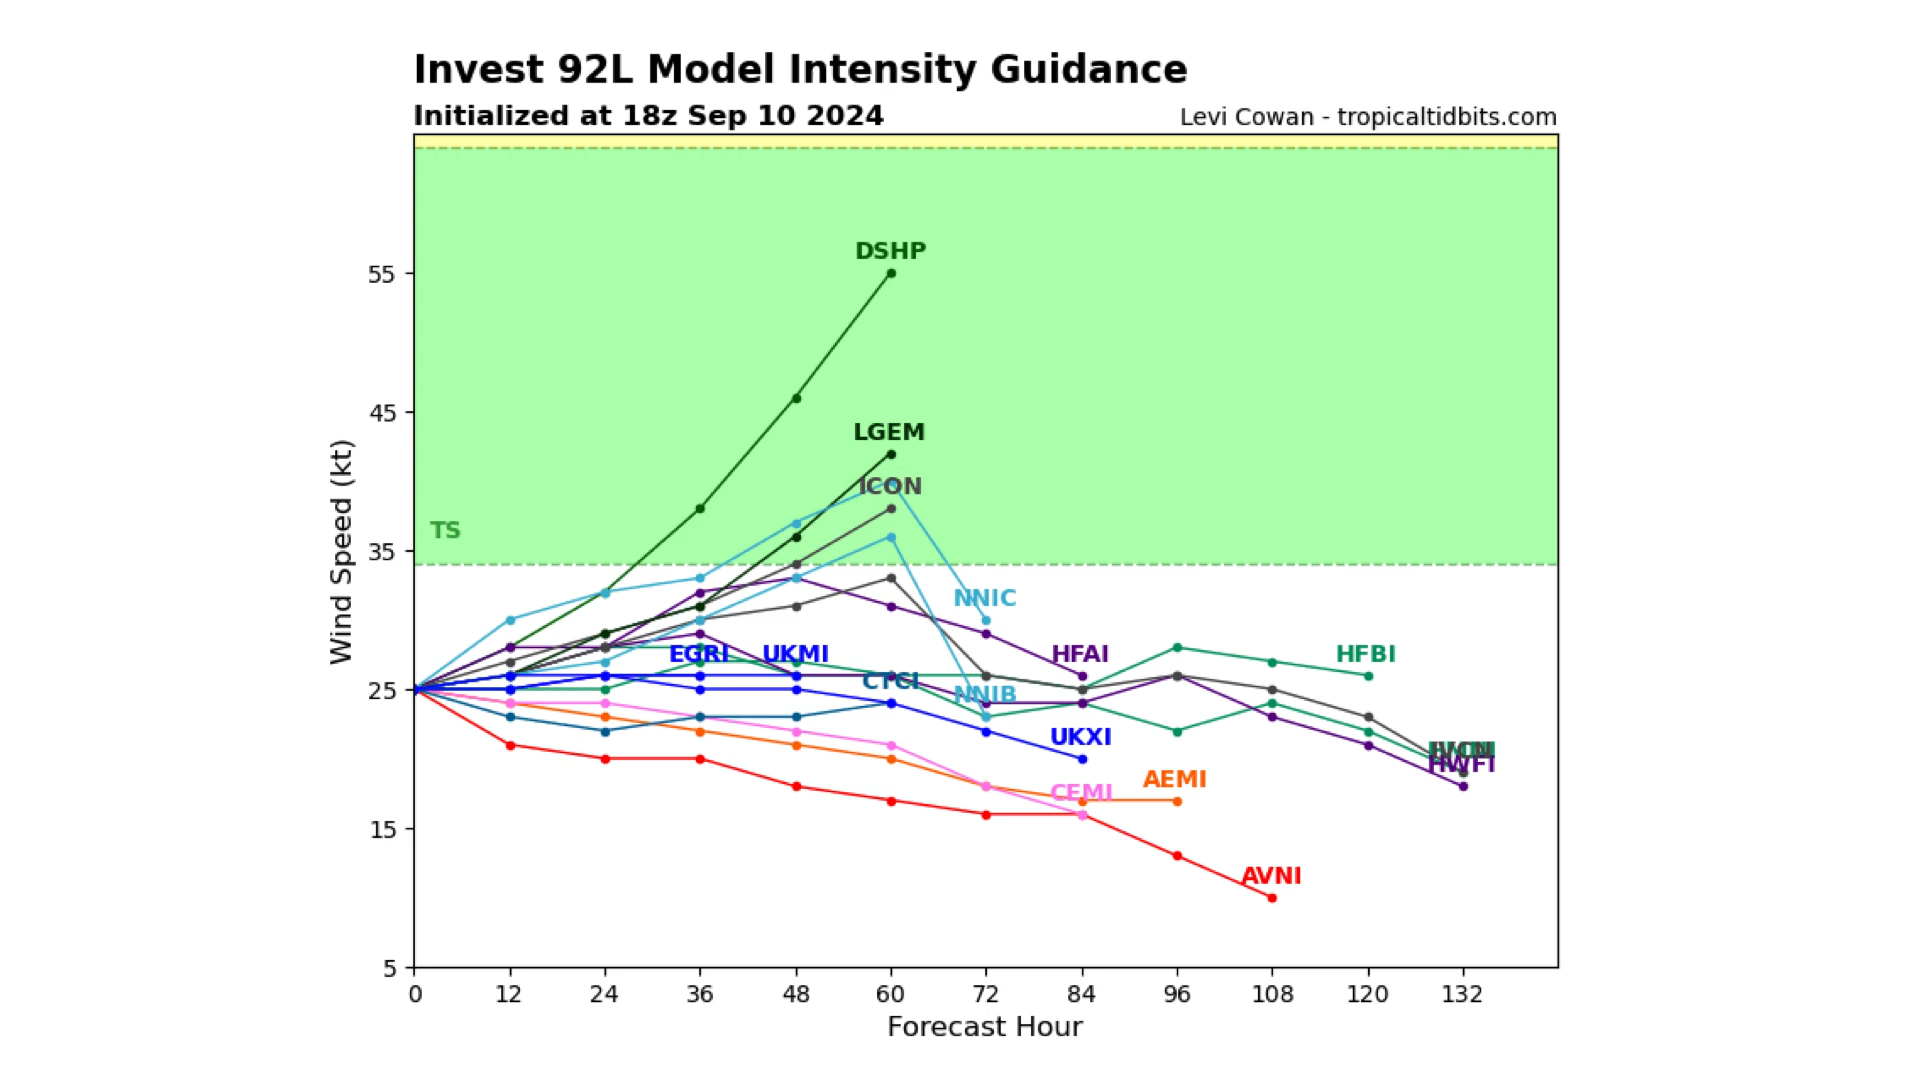 Invest 92L Model Intensity Guidance
Initialized at 18z Sep 10 2024
Levi Cowan - tropicaltidbits.com
DSHP
55
45
LGEM
ICON
TS
35
NNIC
EGRI UKMI HFAI HFBI
CTCI
NNIB
25
UKXI
HWFI
AEMI
CEMI
15
AVNI
5
0 12 24 36 48 60 72 84 96 108 120 132
Wind Speed (kt)
Forecast Hour